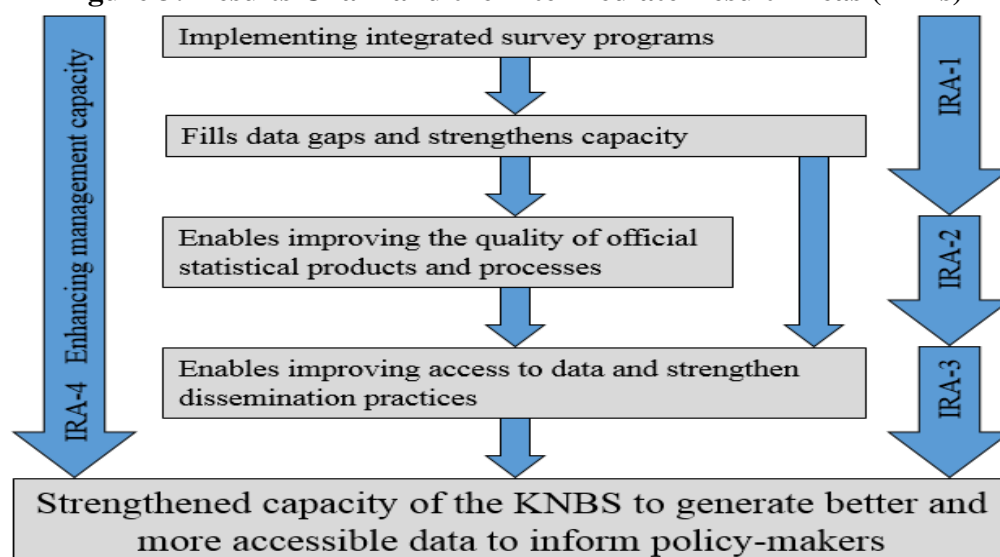 Implementing integrated survey programs
Fills data gaps and strengthens capacity
Enables improving the quality of official
statistical products and processes
Enables improving access to data and strengthen
dissemination practices
Strengthened capacity of the KNBS to generate better and
more accessible data to inform policy-makers
IRA-4 Enhancing management capacity
IRA-1
IRA-2
IRA-3